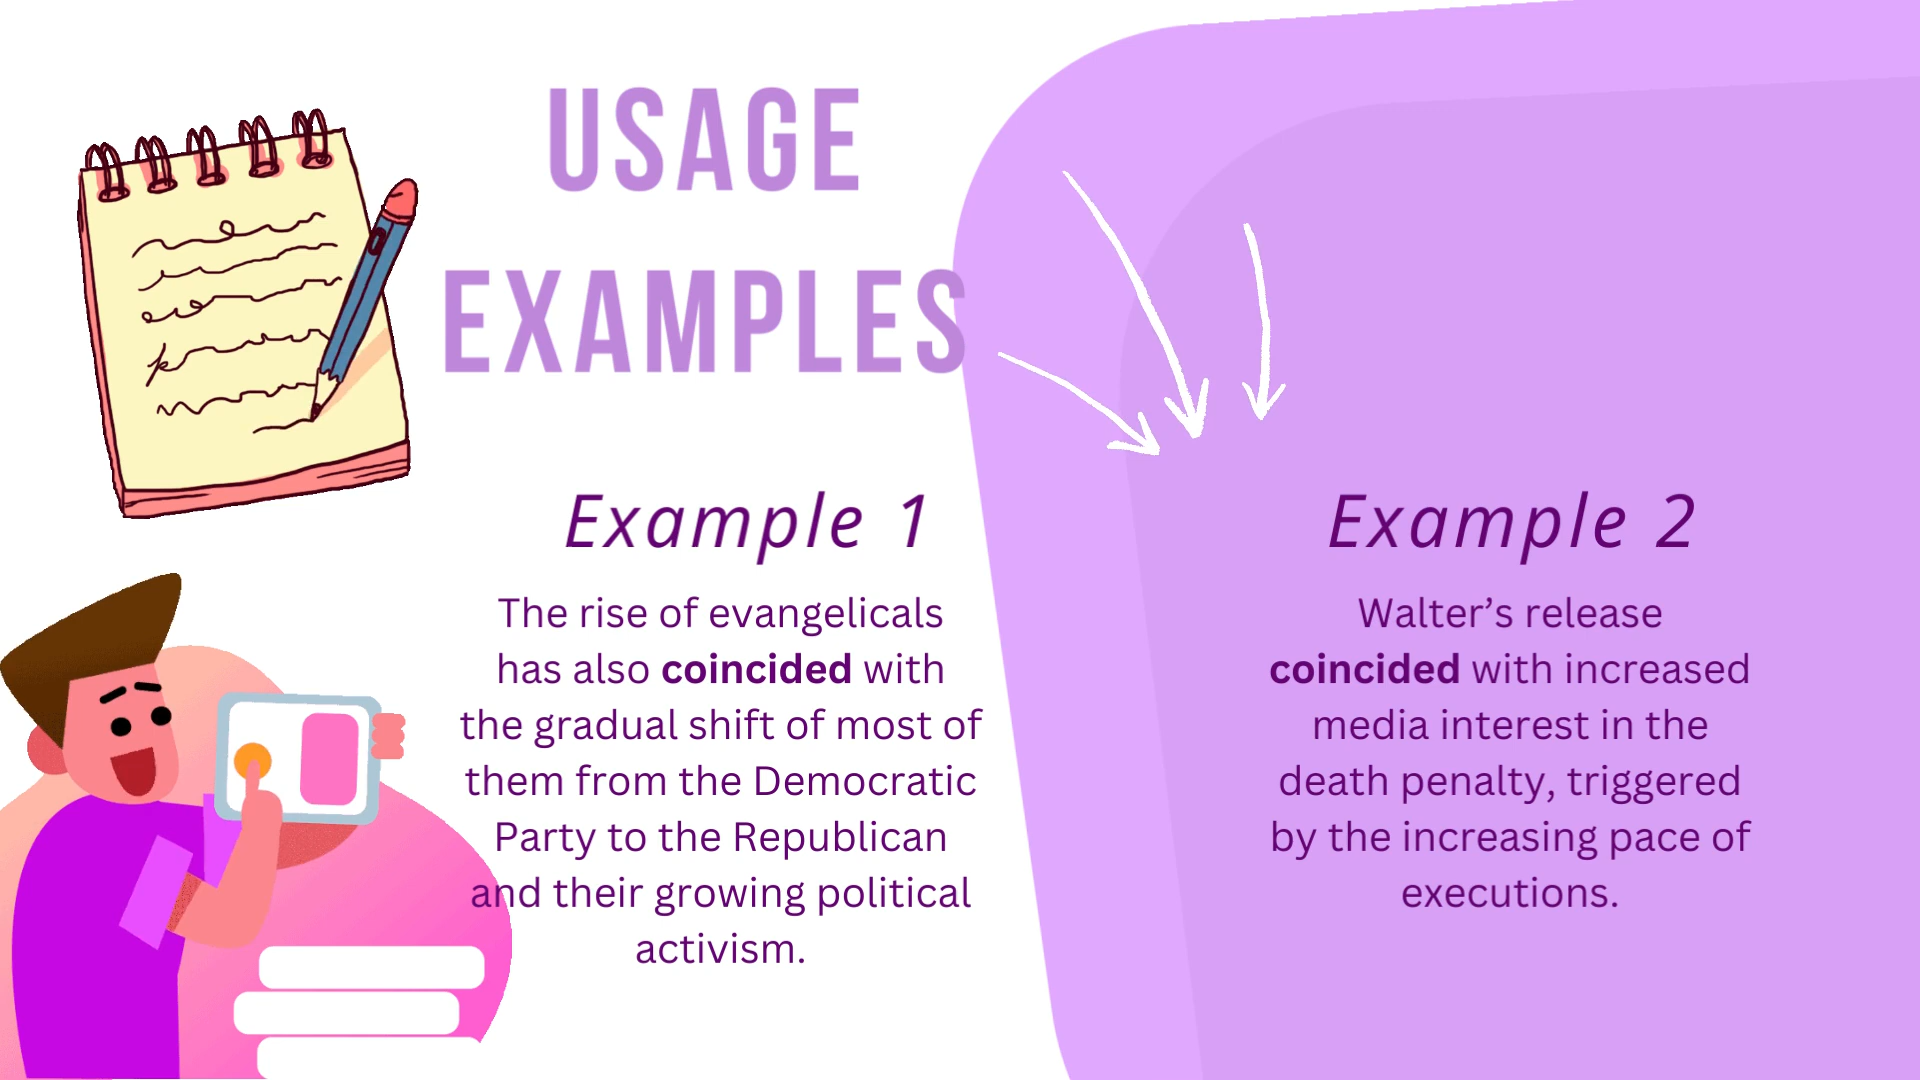 USAGE
EXAMPLES
Example 1
The rise of evangelicals
has also coincided with
the gradual shift of most of
them from the Democratic
Party to the Republican
and their growing political
activism.
Example 2
Walter’s release
coincided with increased
media interest in the
death penalty, triggered
by the increasing pace of
executions.